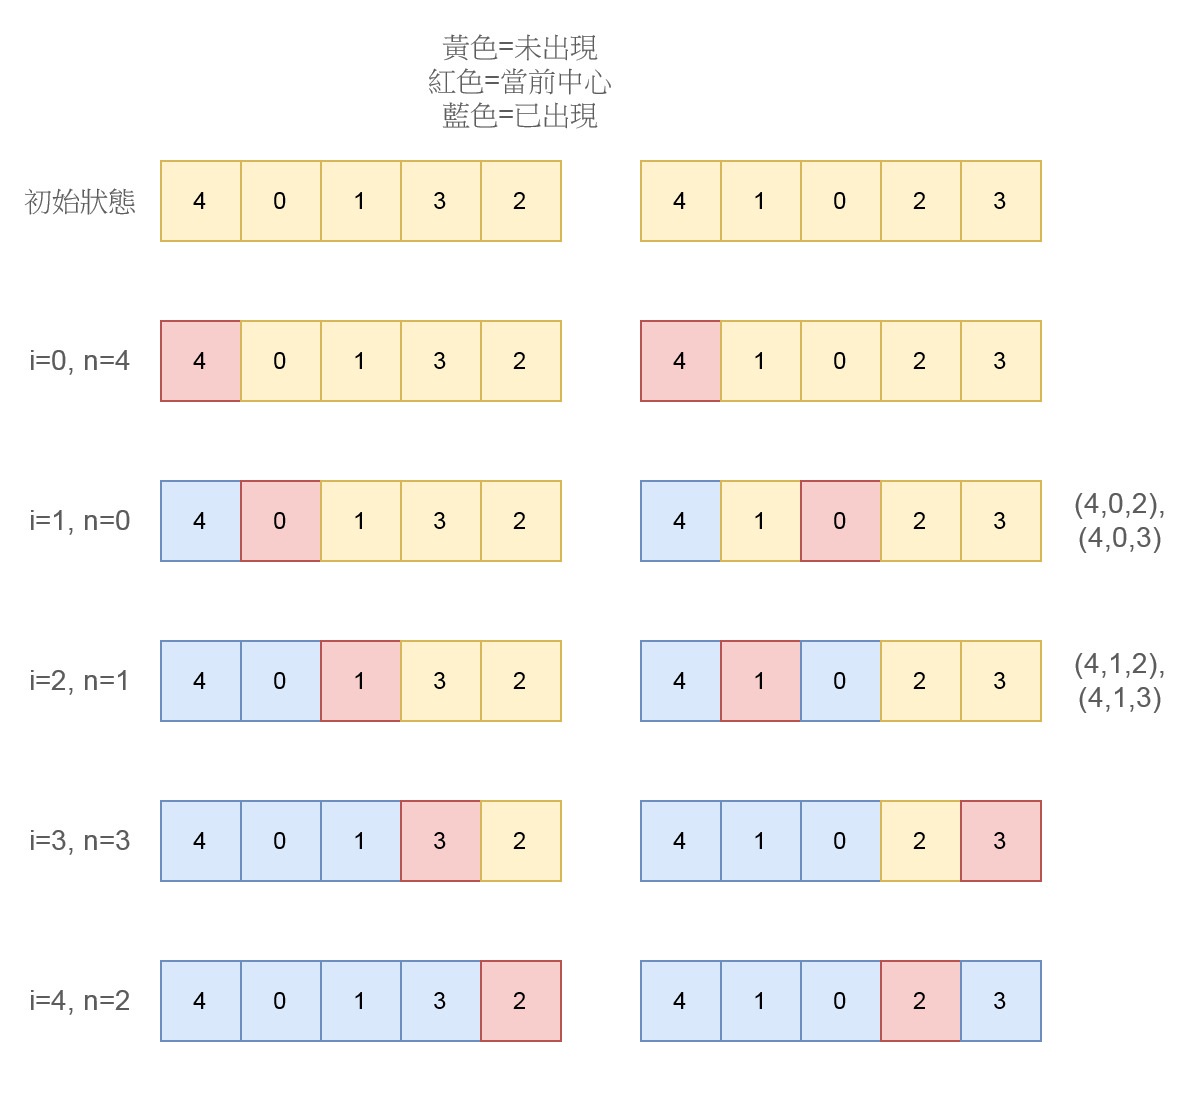 黃色=未出現
紅色=當前中心
藍色=已出現
初始狀態 4 0 1 3 2 4 1 0 2 3
i=0, n=4 4 0 1 3 2 4 1 0 2 3
i=1, n=0 4 0 1 3 2 4 1 0 2 3 (4,0,2),
(4,0,3)
i=2, n=1 4 0 1 3 2 4 1 0 2 3 (4,1,2),
(4,1,3)
i=3, n=3 4 0 1 3 2 4 1 0 2 3
i=4, n=2 4 0 1 3 2 4 1 0 2 3